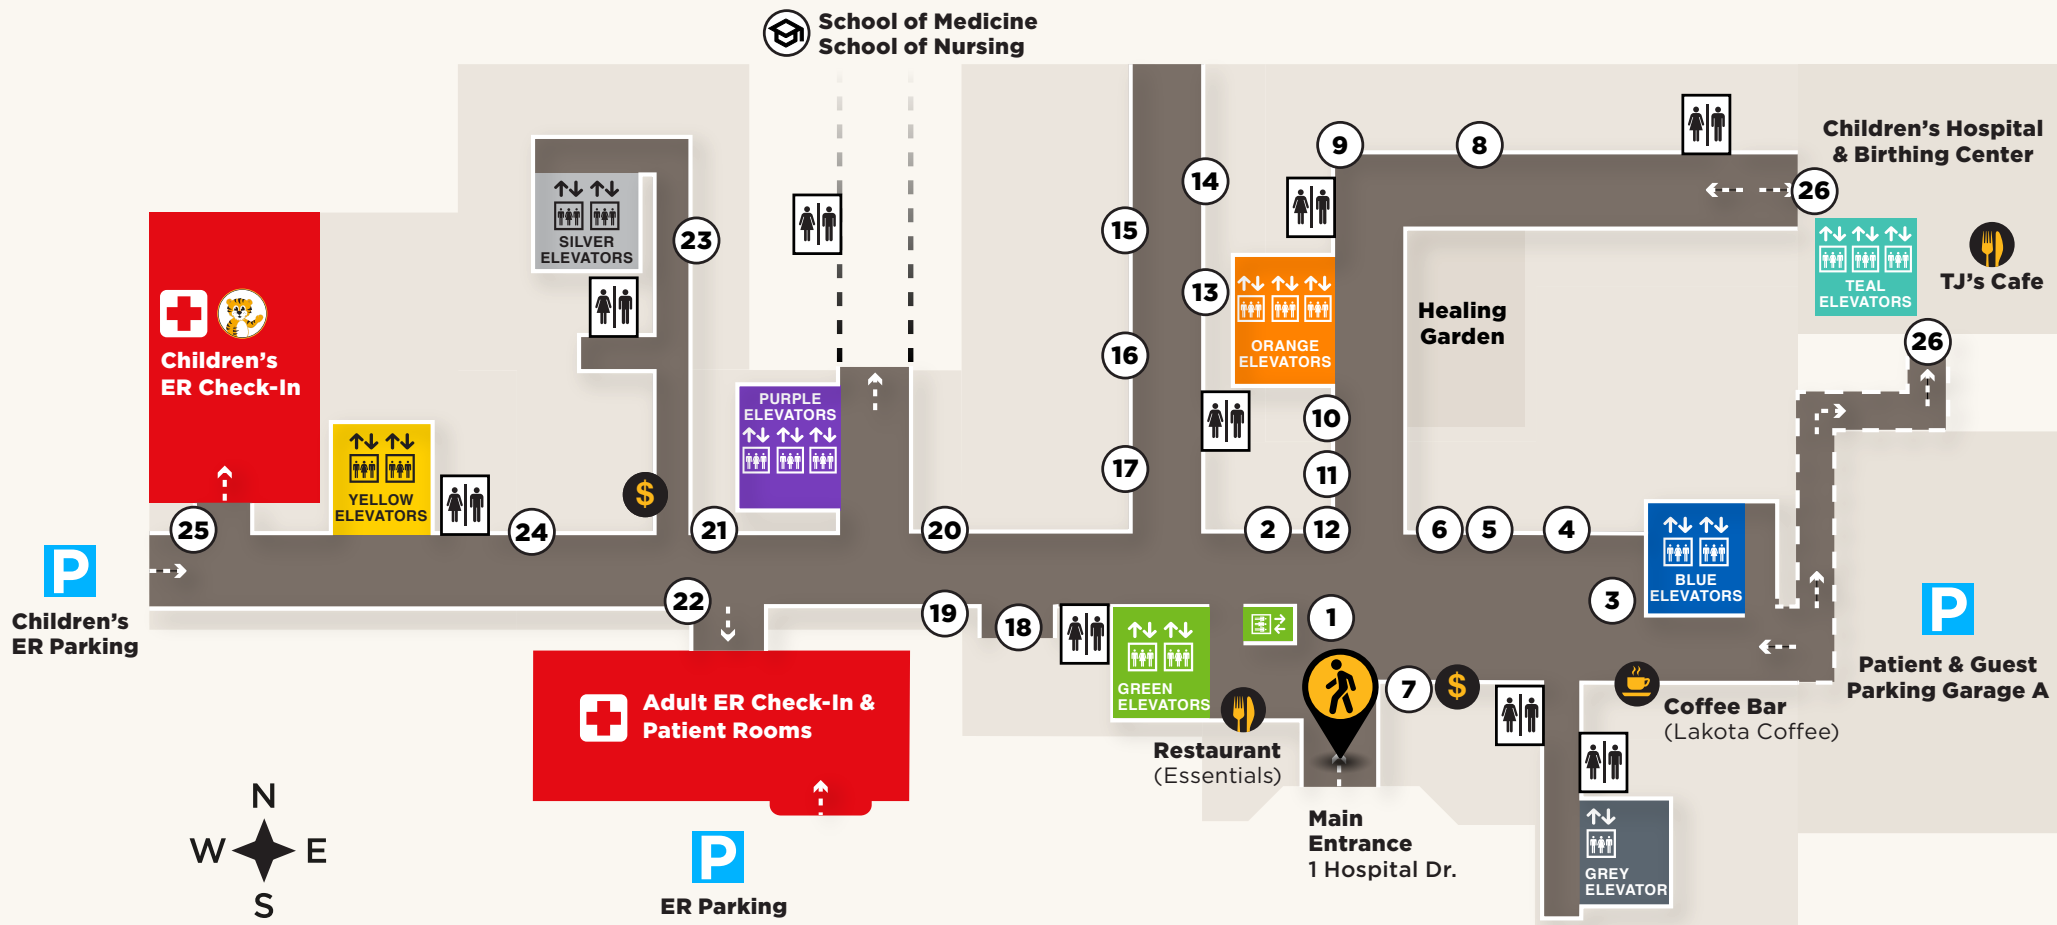 School of Medicine
School of Nursing
Children's Hospital
& Birthing Center
9
8
14
26
15
23
SILVER
ELEVATORS
TEAL
ELEVATORS
TJ's Cafe
13
Healing
Garden
ORANGE
ELEVATORS
16
26
Children's
ER Check-In
PURPLE
ELEVATORS
10
17
11
YELLOW
ELEVATORS
$
25
24
21
20
2
12
6
5
4
P
Children's
ER Parking
22
19
18
1
3
BLUE
ELEVATORS
P
Patient & Guest
Parking Garage A
GREEN
ELEVATORS
7
$
Adult ER Check-In &
Patient Rooms
Coffee Bar
(Lakota Coffee)
Restaurant
(Essentials)
Main
Entrance
1 Hospital Dr.
GREY
ELEVATOR
N
W
E
S
P
ER Parking